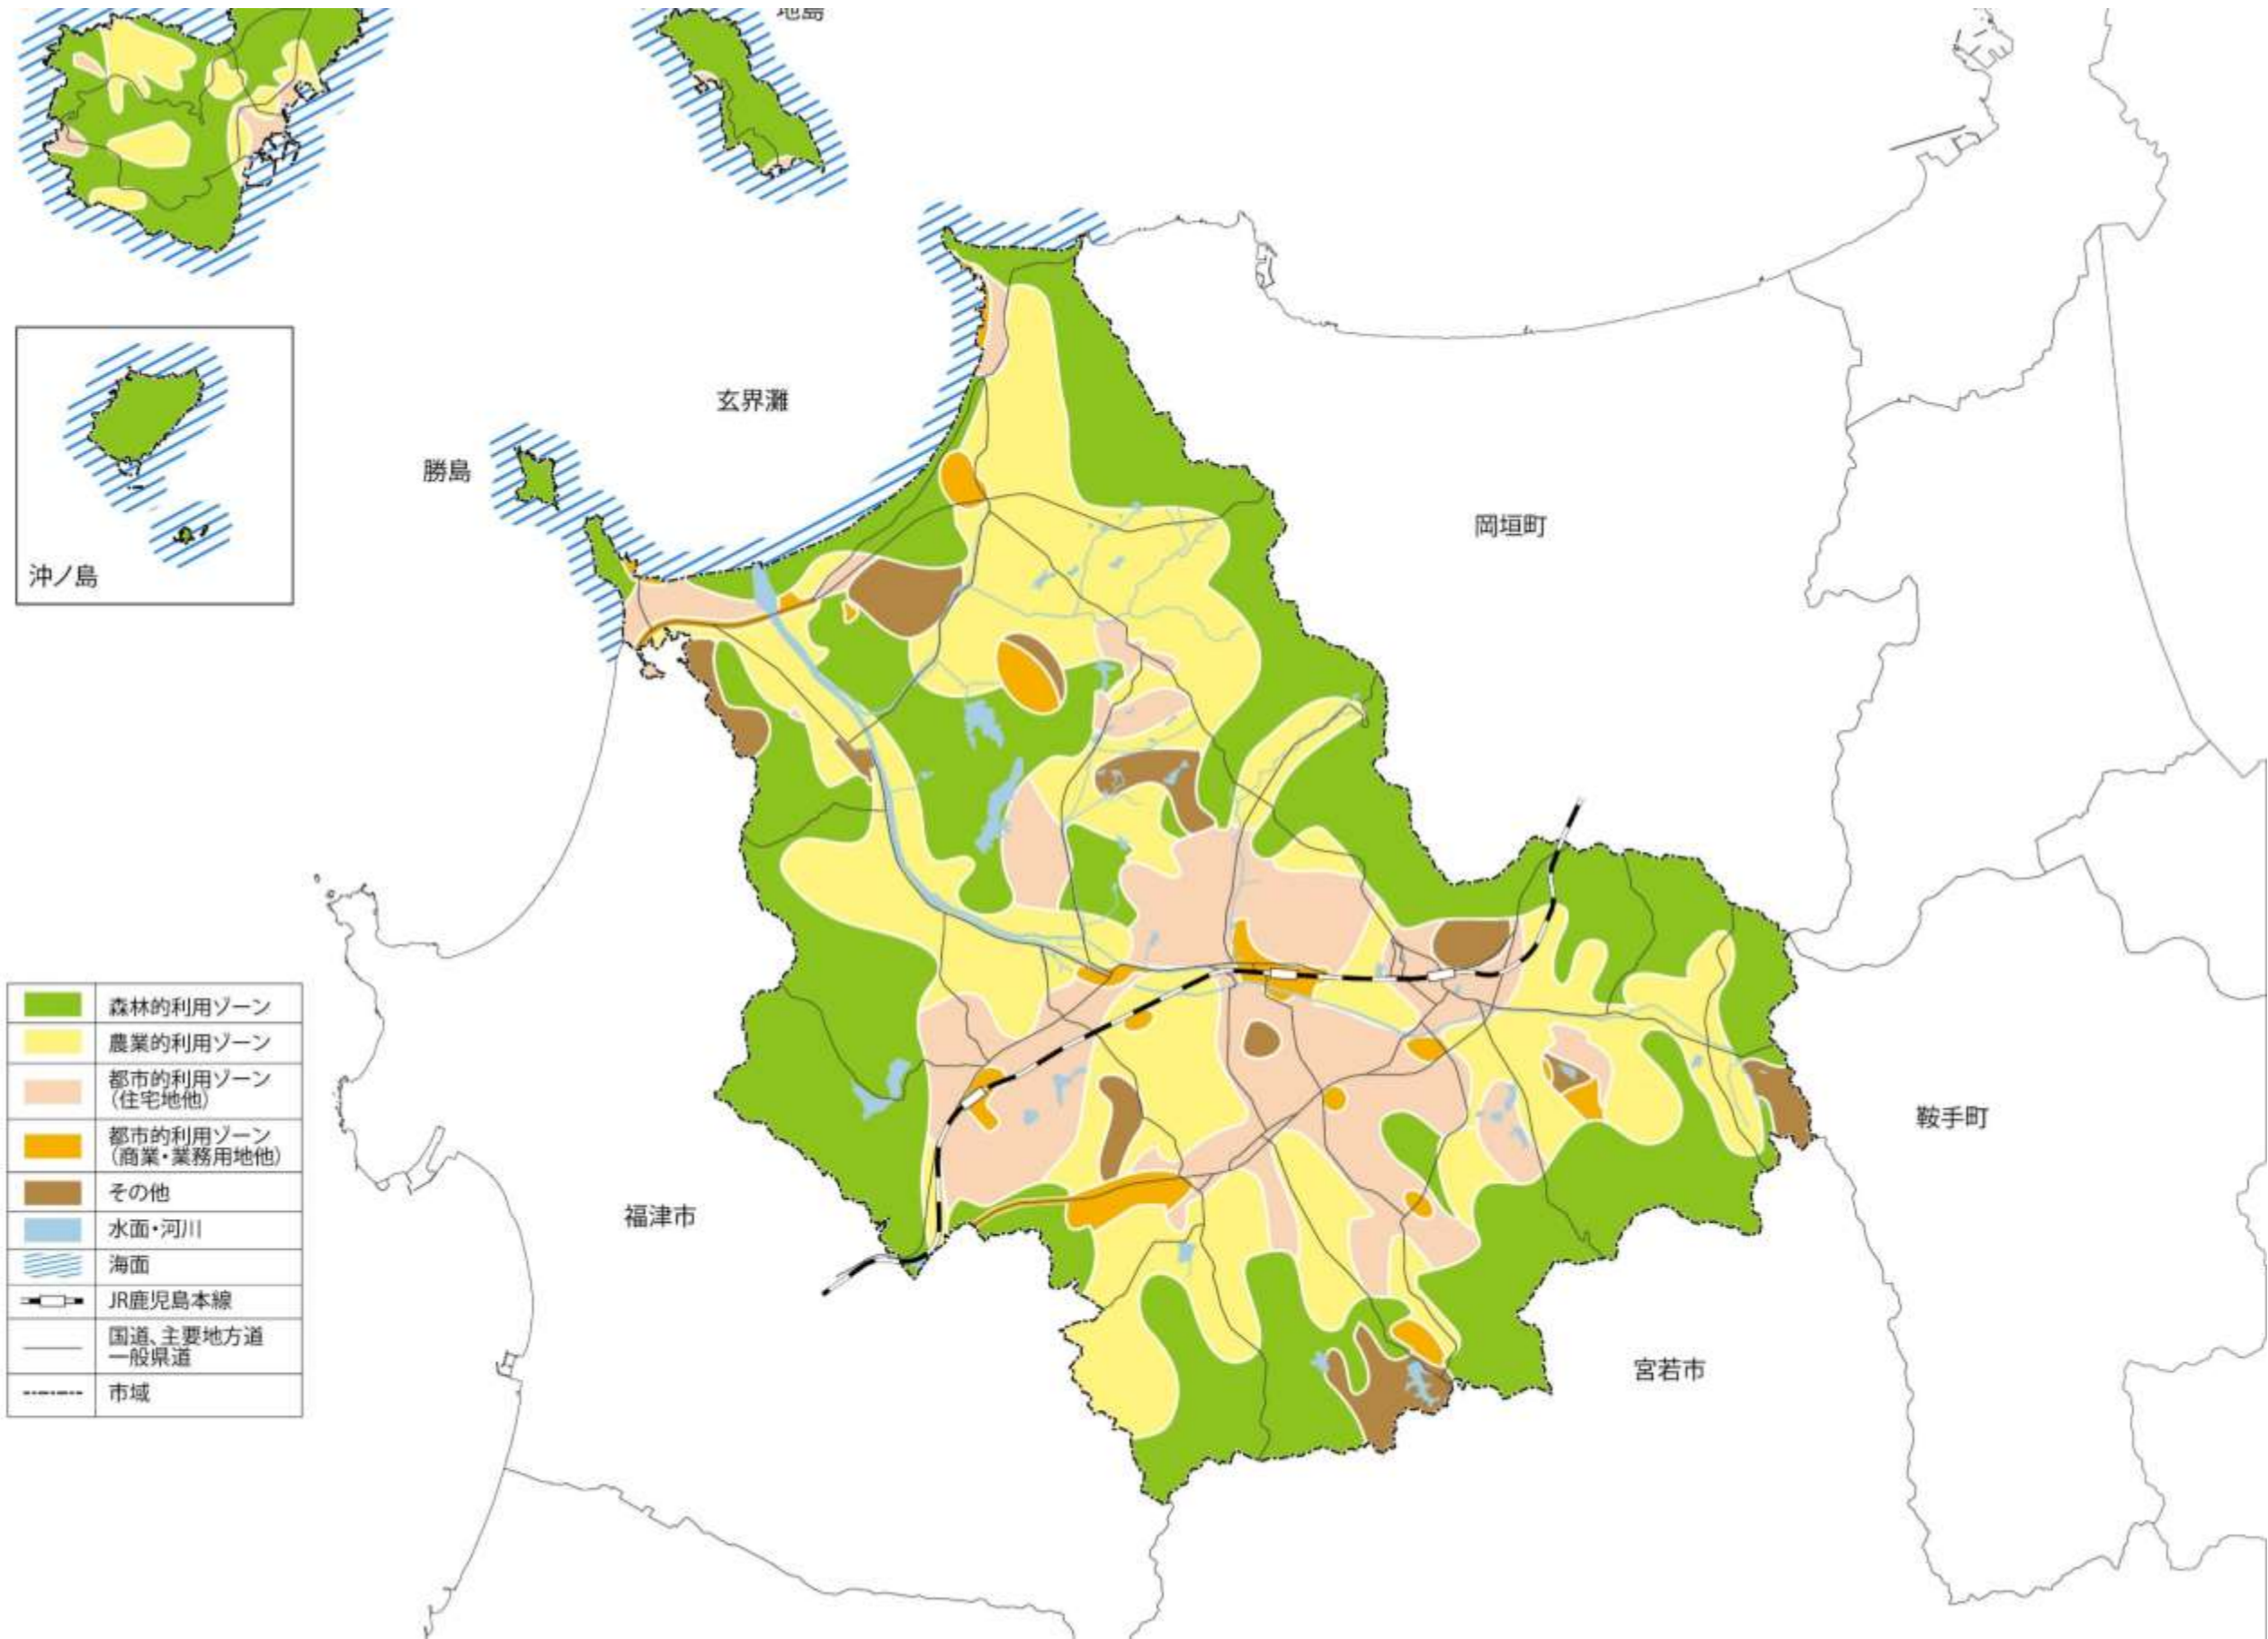 地島
玄界灘
勝島
岡垣町
沖ノ島
森林的利用ゾーン
農業的利用ゾーン
都市的利用ゾーン
(住宅地他)
都市的利用ゾーン
(商業・業務用地他)
その他
水面・河川
海面
JR鹿児島本線
国道、主要地方道
一般県道
市域
鞍手町
福津市
宮若市